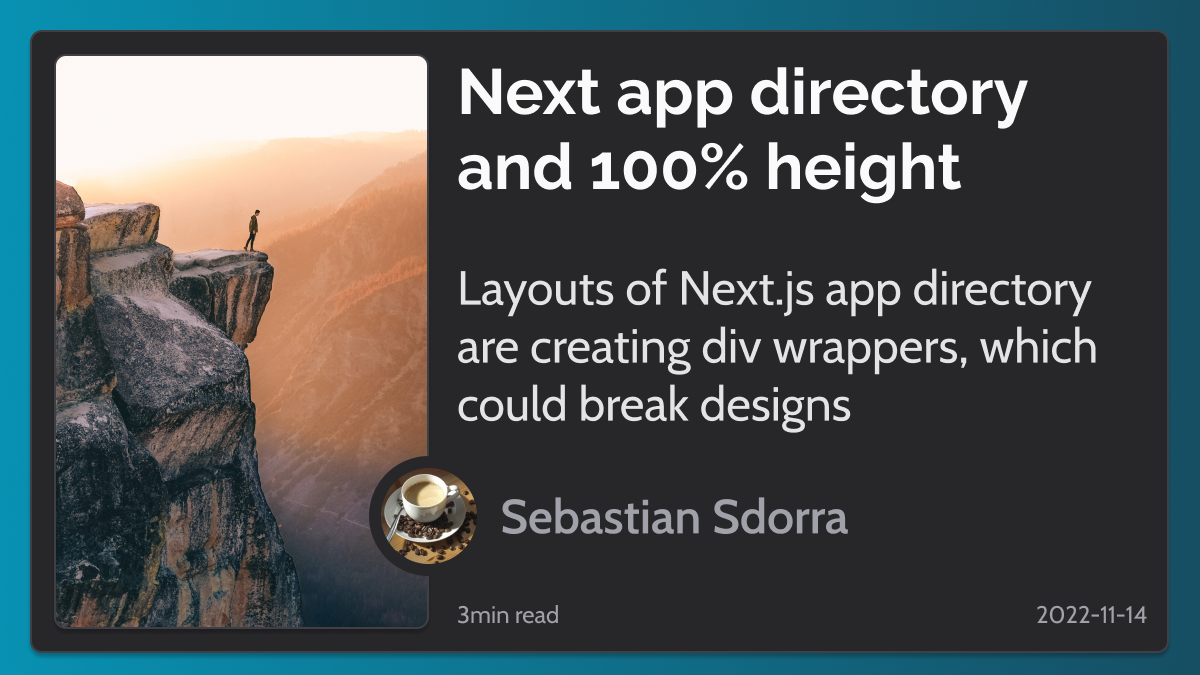 Next app directory
and 100% height
Layouts of Next.js app directory
are creating div wrappers, which
could break designs
Sebastian Sdorra
3min read
2022-11-14